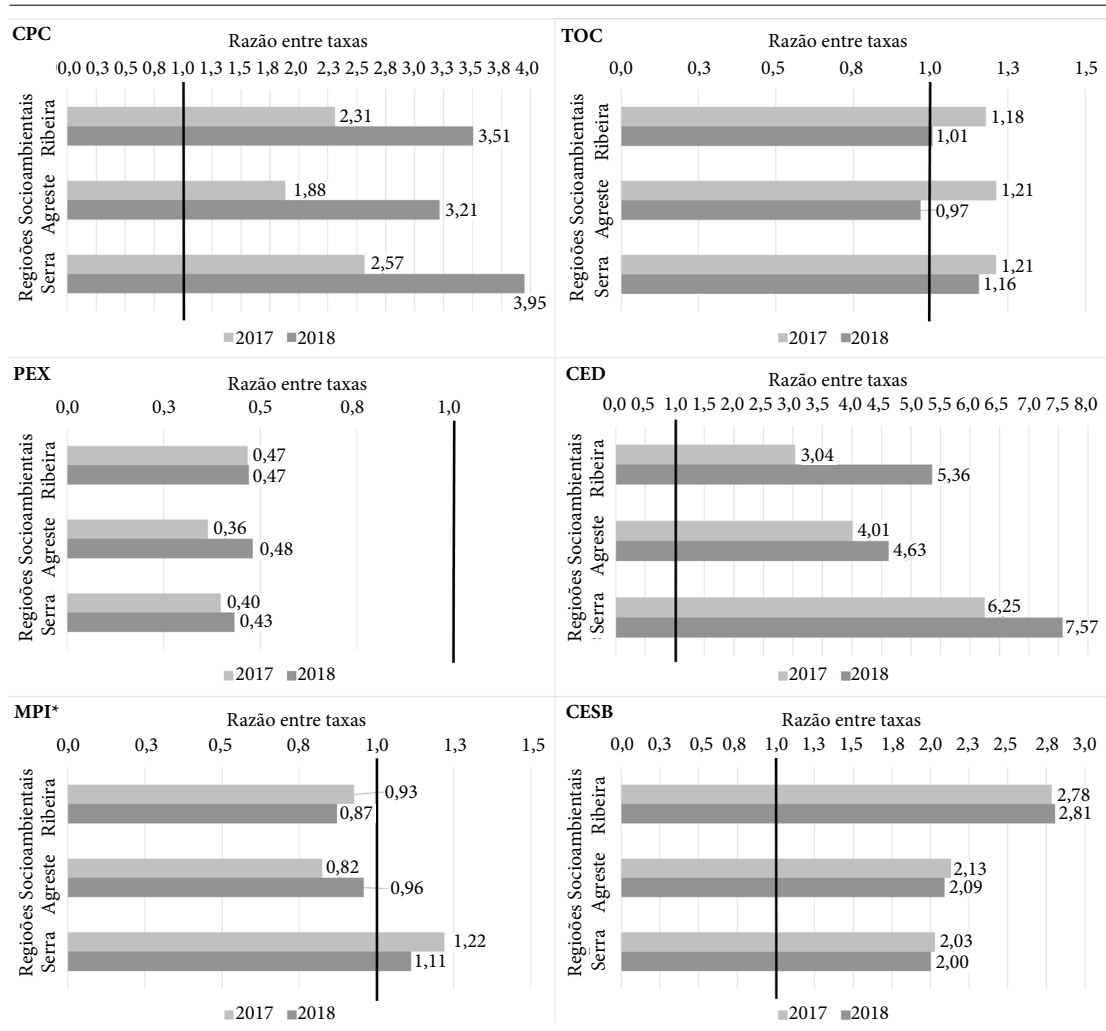 CPC
Razão entre taxas
0,0 0,3 0,5 0,8 1,0 1,3 1,5 1,8 2,0 2,3 2,5 2,8 3,0 3,3 3,5 3,8 4,0
Regioões Socioambientais
Ribeira
2,31
3,51
Agreste
1,88
3,21
Serra
2,57
3,95
2017 2018
TOC
Razão entre taxas
0,0 0,3 0,5 0,8 1,0 1,3 1,5
Regioões Socioambientais
Ribeira
1,18
1,01
Agreste
1,21
0,97
Serra
1,21
1,16
2017 2018
PEX
Razão entre taxas
0,0 0,3 0,5 0,8 1,0
Regioões Socioambientais
Ribeira
0,47
0,47
Agreste
0,36
0,48
Serra
0,40
0,43
2017 2018
CED
Razão entre taxas
0,0 0,5 1,0 1,5 2,0 2,5 3,0 3,5 4,0 4,5 5,0 5,5 6,0 6,5 7,0 7,5 8,0
Regioões Socioambientais
Ribeira
3,04
5,36
Agreste
4,01
4,63
Serra
6,25
7,57
2017 2018
MPI*
Razão entre taxas
0,0 0,3 0,5 0,8 1,0 1,3 1,5
Regioões Socioambientais
Ribeira
0,93
0,87
Agreste
0,82
0,96
Serra
1,22
1,11
2017 2018
CESB
Razão entre taxas
0,0 0,3 0,5 0,8 1,0 1,3 1,5 1,8 2,0 2,3 2,5 2,8 3,0
Regioões Socioambientais
Ribeira
2,78
2,81
Agreste
2,13
2,09
Serra
2,03
2,00
2017 2018